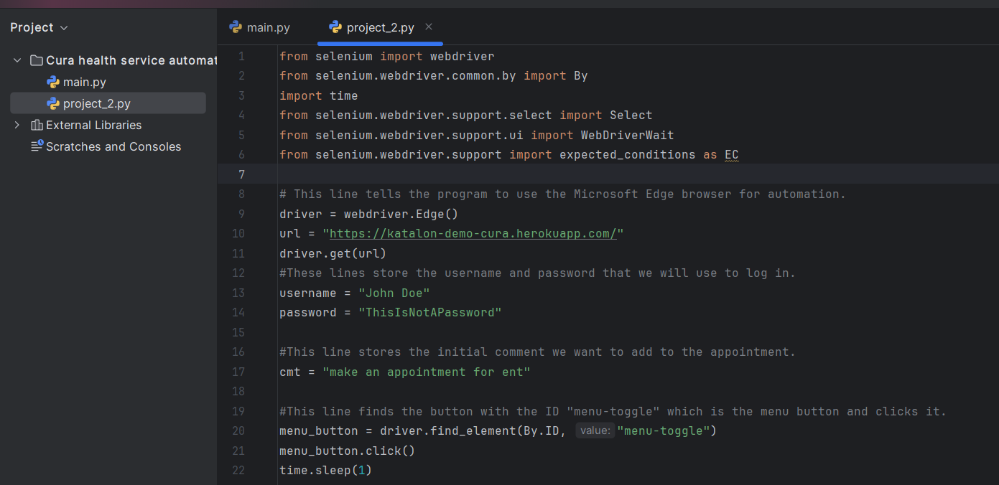 Project
Cura health service automat
main.py
project_2.py
External Libraries
Scratches and Consoles
main.py project_2.py
1 from selenium import webdriver
2 from selenium.webdriver.common.by import By
3 import time
4 from selenium.webdriver.support.select import Select
5 from selenium.webdriver.support.ui import WebDriverWait
6 from selenium.webdriver.support import expected_conditions as EC
7
8 # This line tells the program to use the Microsoft Edge browser for automation.
9 driver = webdriver.Edge()
10 url = "https://katalon-demo-cura.herokuapp.com/"
11 driver.get(url)
12 #These lines store the username and password that we will use to log in.
13 username = "John Doe"
14 password = "ThisIsNotAPassword"
15
16 #This line stores the initial comment we want to add to the appointment.
17 cmt = "make an appointment for ent"
18
19 #This line finds the button with the ID "menu-toggle" which is the menu button and clicks it.
20 menu_button = driver.find_element(By.ID, value: "menu-toggle")
21 menu_button.click()
22 time.sleep(1)